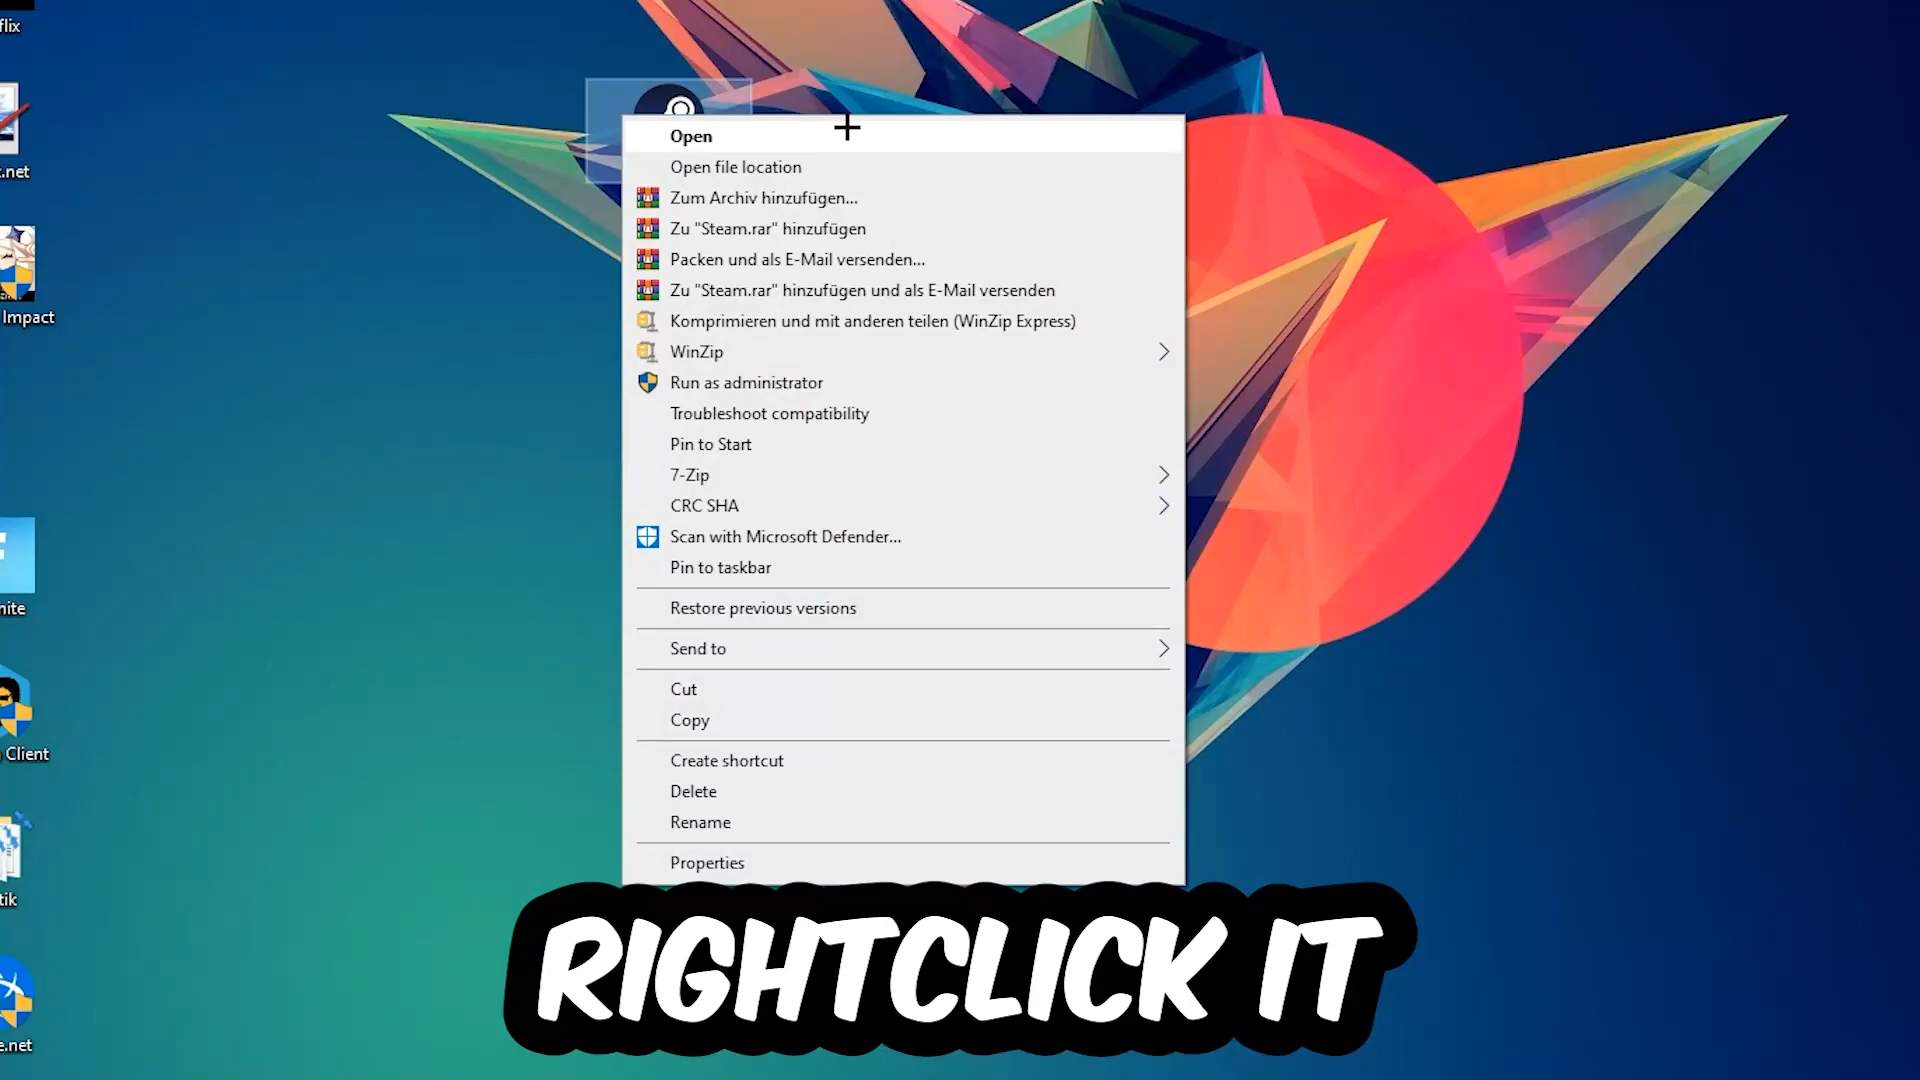 flix
.net
Impact
nite
Client
tik
e.net
Open
Open file location
Zum Archiv hinzufügen...
Zu "Steam.rar" hinzufügen
Packen und als E-Mail versenden...
Zu "Steam.rar" hinzufügen und als E-Mail versenden
Komprimieren und mit anderen teilen (WinZip Express)
WinZip
Run as administrator
Troubleshoot compatibility
Pin to Start
7-Zip
CRC SHA
Scan with Microsoft Defender...
Pin to taskbar
Restore previous versions
Send to
Cut
Copy
Create shortcut
Delete
Rename
Properties
RIGHTCLICK IT